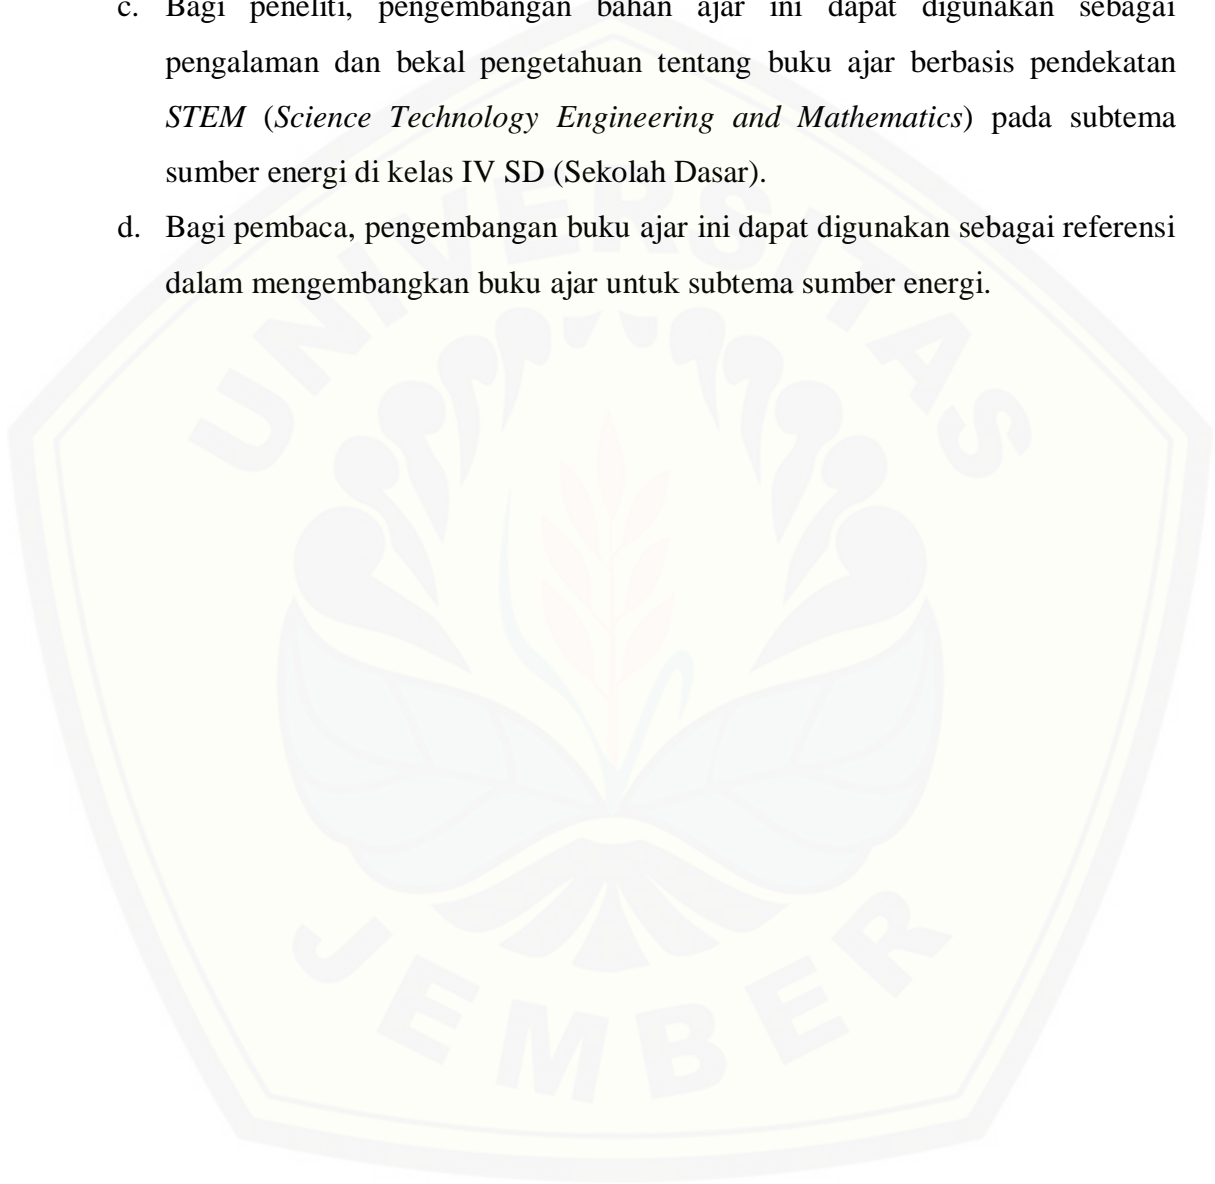 c. Bagi peneliti, pengembangan bahan ajar ini dapat digunakan sebagai
pengalaman dan bekal pengetahuan tentang buku ajar berbasis pendekatan
STEM (Science Technology Engineering and Mathematics) pada subtema
sumber energi di kelas IV SD (Sekolah Dasar).
d. Bagi pembaca, pengembangan buku ajar ini dapat digunakan sebagai referensi
dalam mengembangkan buku ajar untuk subtema sumber energi.
UNIVERSITAS
JEMBER